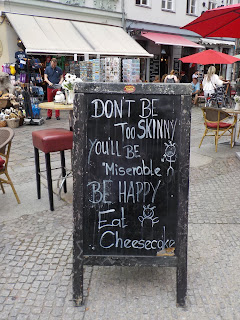 DON'T BE
Too SKINNY
You'll BE
"Miserable
BE HAPPY
Eat
Cheesecake